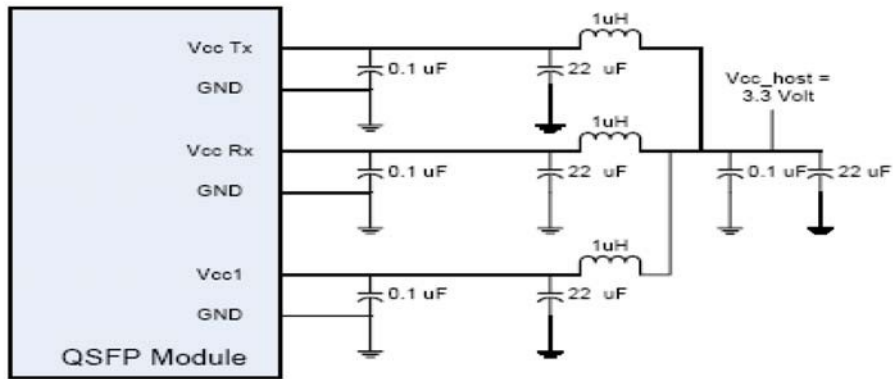 1uH
Vcc Tx
0.1 uF
22 uF
GND
Vcc_host =
3.3 Volt
1uH
Vcc Rx
0.1 uF
22 uF
0.1 uF
22 uF
GND
1uH
Vcc1
0.1 uF
22 uF
GND
QSFP Module